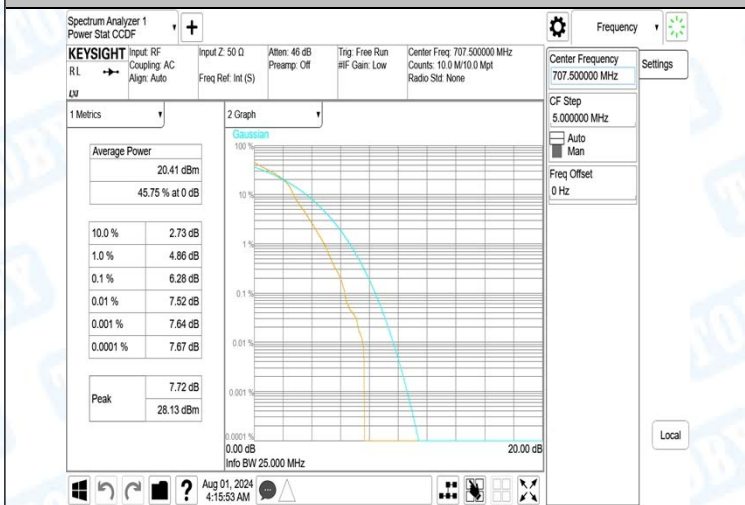 Spectrum Analyzer 1
Power Stat CCDF
Frequency
KEYSIGHT
RL
LXI
Input: RF
Coupling: AC
Align: Auto
Input Z: 50 Ω
Freq Ref: Int (S)
Atten: 46 dB
Preamp: Off
Trig: Free Run
#IF Gain: Low
Center Freq: 707.500000 MHz
Counts: 10.0 M/10.0 Mpt
Radio Std: None
Center Frequency
707.500000 MHz
Settings
CF Step
5.000000 MHz
Auto
Man
Freq Offset
0 Hz
1 Metrics
Average Power
20.41 dBm
45.75 % at 0 dB
10.0 % 2.73 dB
1.0 % 4.86 dB
0.1 % 6.28 dB
0.01 % 7.52 dB
0.001 % 7.64 dB
0.0001 % 7.67 dB
Peak 7.72 dB
28.13 dBm
2 Graph
Gaussian
100 %
10 %
1 %
0.1 %
0.01 %
0.001 %
0.0001 %
0.00 dB 20.00 dB
Info BW 25.000 MHz
Local
?
Aug 01, 2024
4:15:53 AM